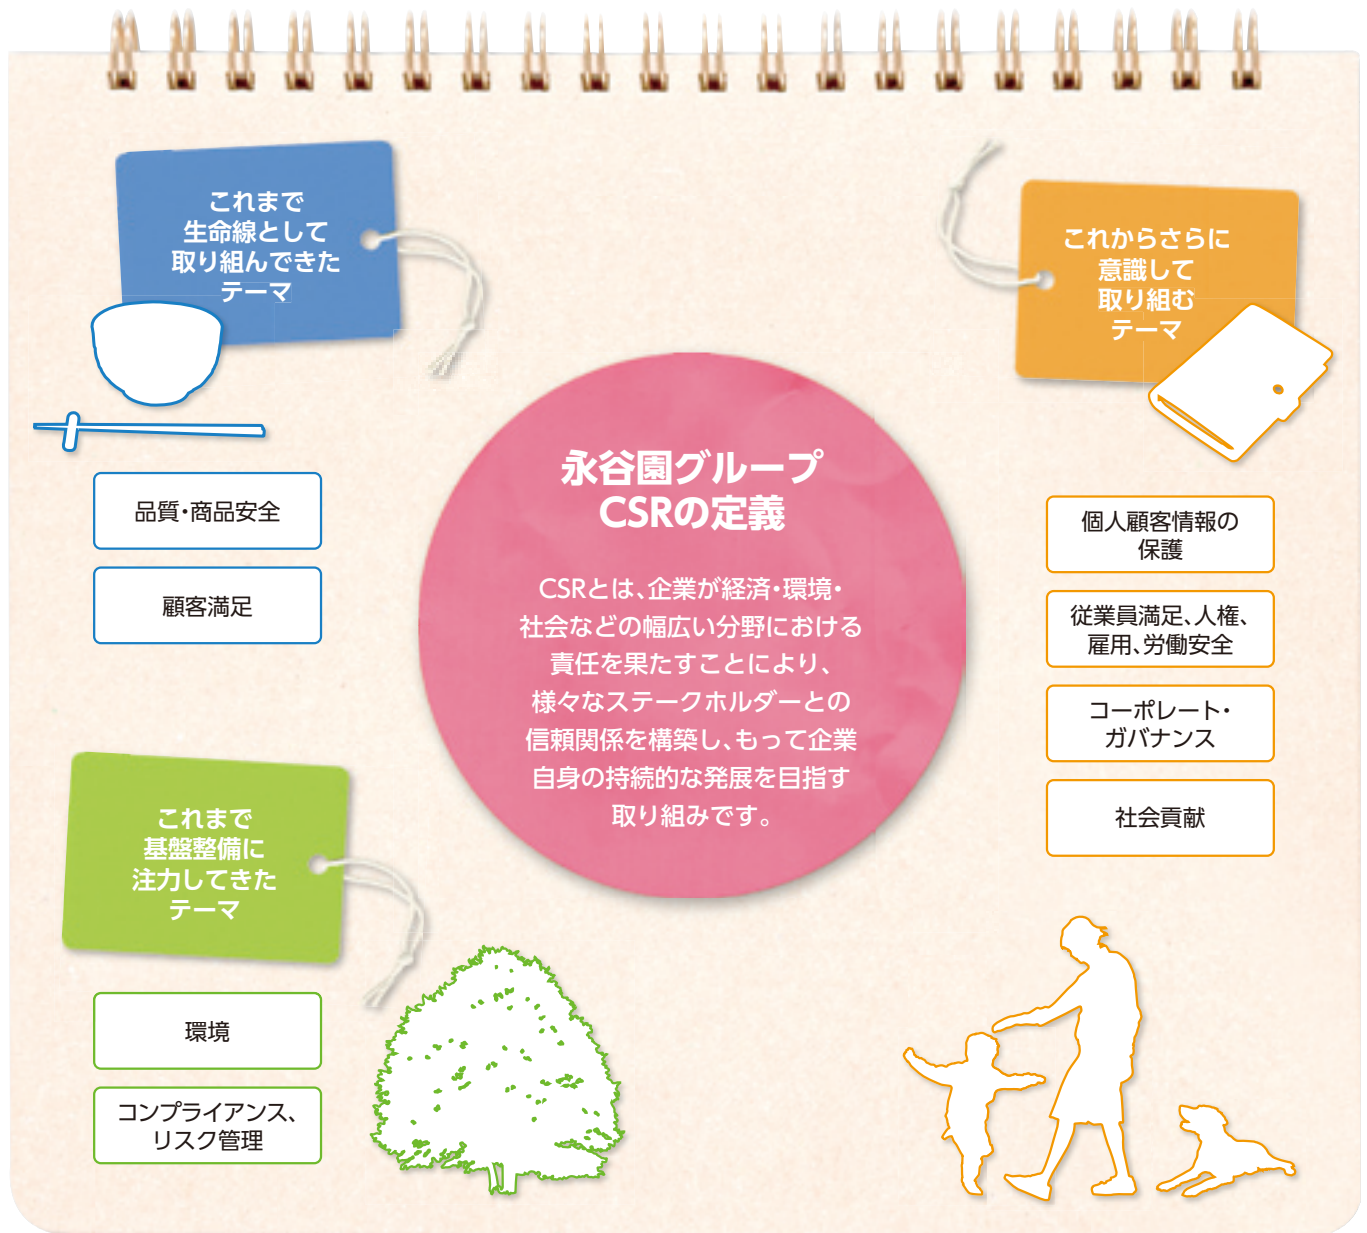 これまで
生命線として
取り組んできた
テーマ
品質・商品安全
顧客満足
これまで
基盤整備に
注力してきた
テーマ
環境
コンプライアンス、
リスク管理
永谷園グループ
CSRの定義
CSRとは、企業が経済・環境・
社会などの幅広い分野における
責任を果たすことにより、
様々なステークホルダーとの
信頼関係を構築し、もって企業
自身の持続的な発展を目指す
取り組みです。
これからさらに
意識して
取り組む
テーマ
個人顧客情報の
保護
従業員満足、人権、
雇用、労働安全
コーポレート・
ガバナンス
社会貢献